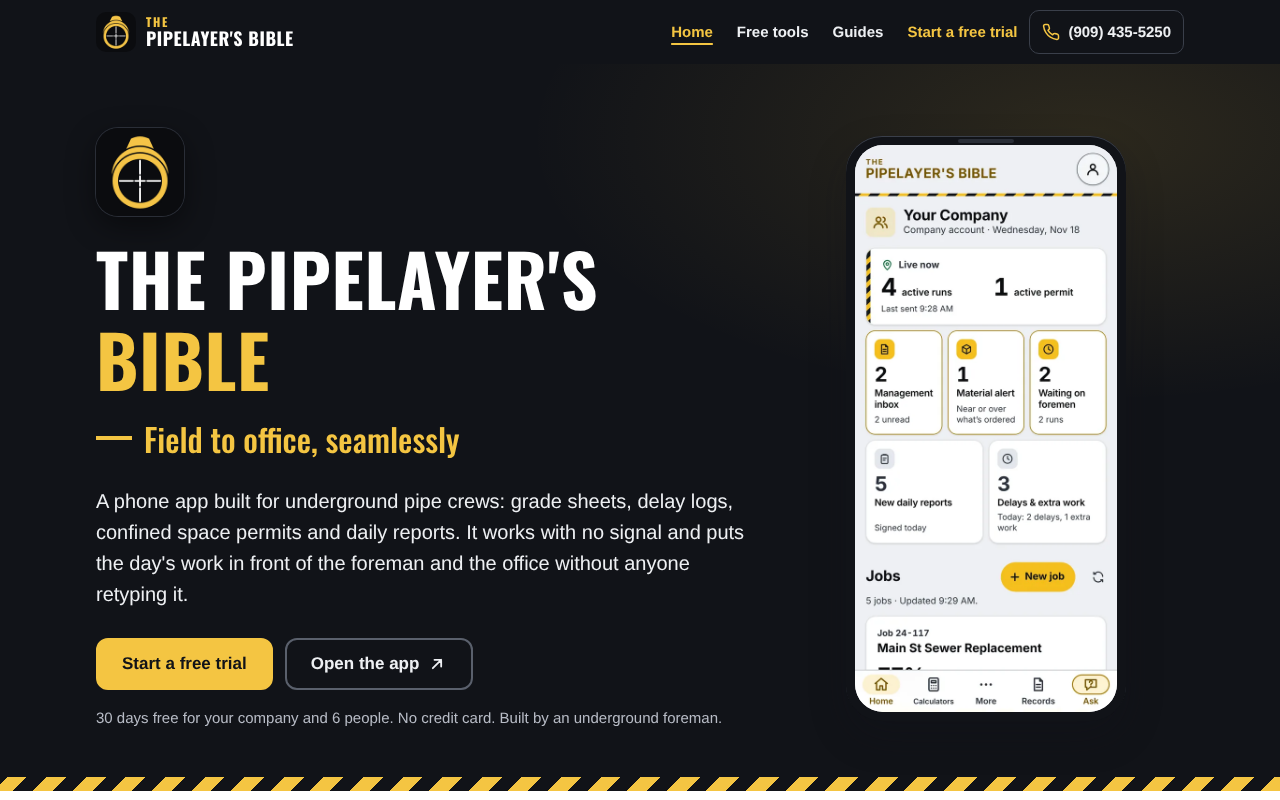 THE
PIPELAYER'S BIBLE
Home
Free tools
Guides
Start a free trial
(909) 435-5250
THE PIPELAYER'S
BIBLE
Field to office, seamlessly
A phone app built for underground pipe crews: grade sheets, delay logs,
confined space permits and daily reports. It works with no signal and puts
the day's work in front of the foreman and the office without anyone
retyping it.
Start a free trial
Open the app
30 days free for your company and 6 people. No credit card. Built by an underground foreman.
THE
PIPELAYER'S BIBLE
Your Company
Company account · Wednesday, Nov 18
Live now
4 active runs
1 active permit
Last sent 9:28 AM
2
Management
inbox
2 unread
1
Material alert
Near or over
what's ordered
2
Waiting on
foremen
2 runs
5
New daily reports
Signed today
3
Delays & extra work
Today: 2 delays, 1 extra
work
Jobs
+ New job
5 jobs · Updated 9:29 AM.
Job 24-117
Main St Sewer Replacement
Home
Calculators
More
Records
Ask